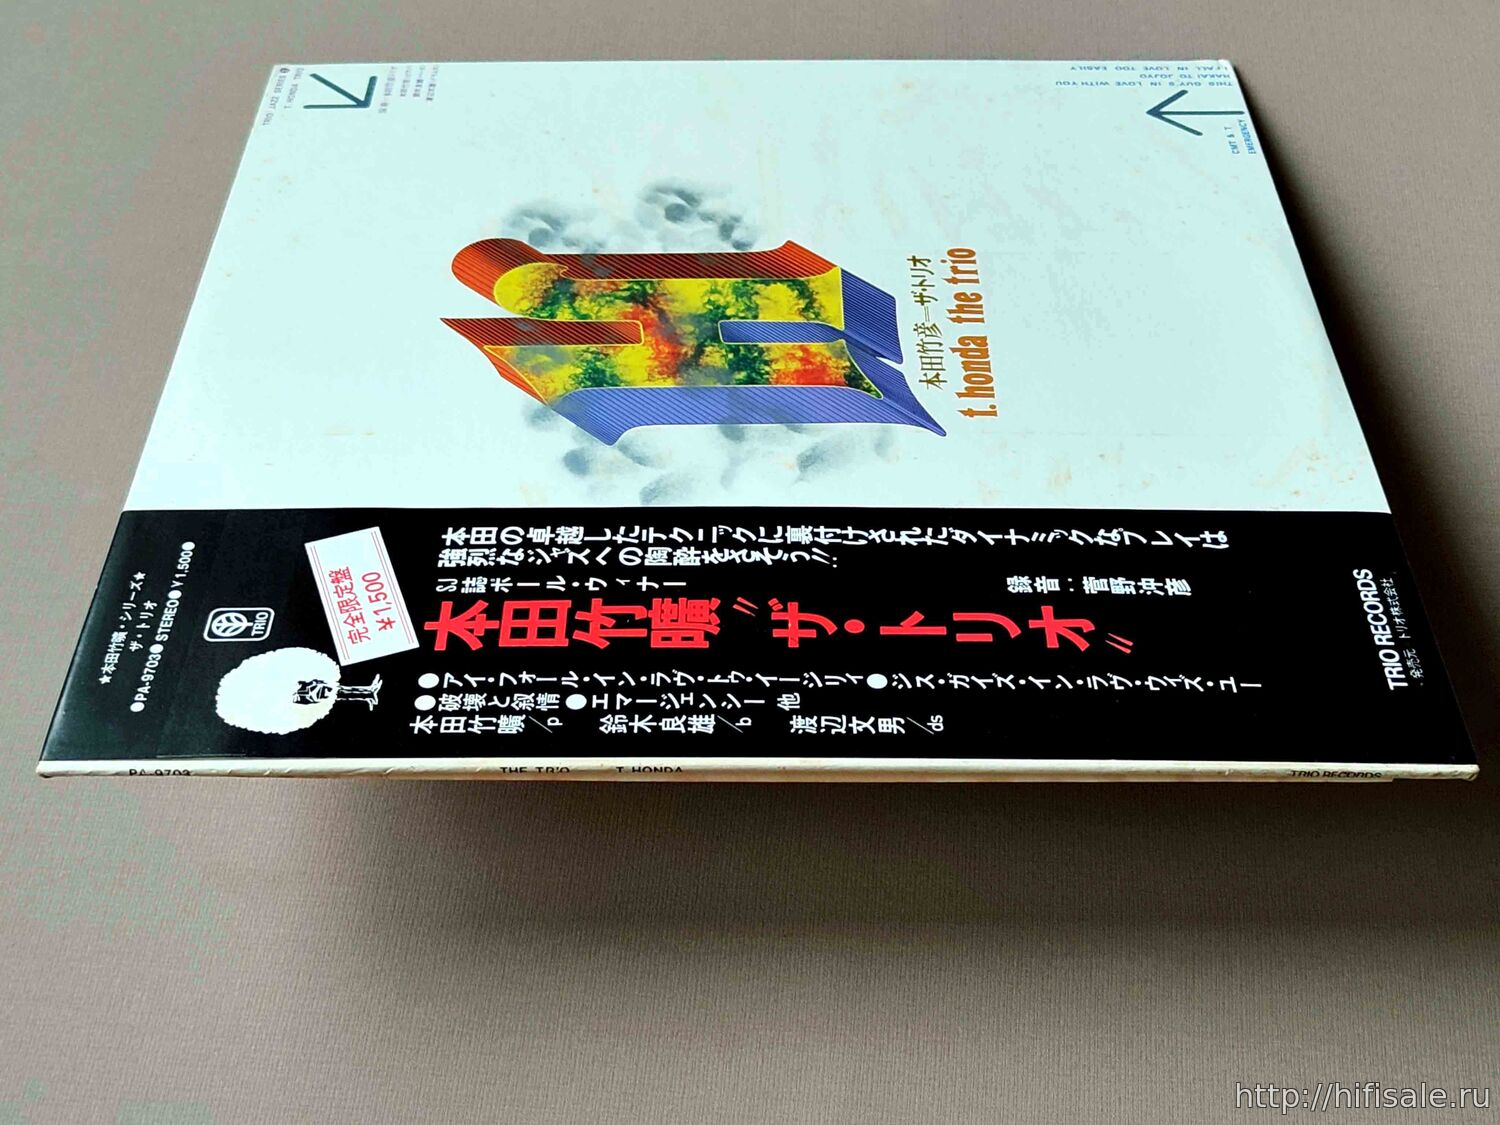 TRIO JAZZ SERIES
T. HONDA TRIO
I FALL IN LOVE TOO EASILY
HAKAI TO JOJYO
THIS GUY'S IN LOVE WITH YOU
CMT & T
EMERGENCY
本田竹彦=ザ・トリオ
t. honda the trio
本田の卓越したテクニックに裏付けされたダイナミックなプレイは
強烈なジャズへの陶酔をさそう!!
SJ誌ポール・ウィナー
録音:菅野沖彦
本田竹曠〝ザ・トリオ〟
●アイ・フォール・イン・ラヴ・トゥ・イージリィ●ジス・ガイズ・イン・ラヴ・ウィズ・ユー
●破壊と叙情 ●エマージェンシー 他
本田竹曠/p 鈴木良雄/b 渡辺文男/ds
★本田竹曠・シリーズ★
ザ・トリオ
●PA-9703●STEREO●¥1,500●
TRIO
完全限定盤
¥1,500
TRIO RECORDS
発売元 トリオ株式会社
PA-9703
THE TRIO T. HONDA
TRIO RECORDS
http://hifisale.ru